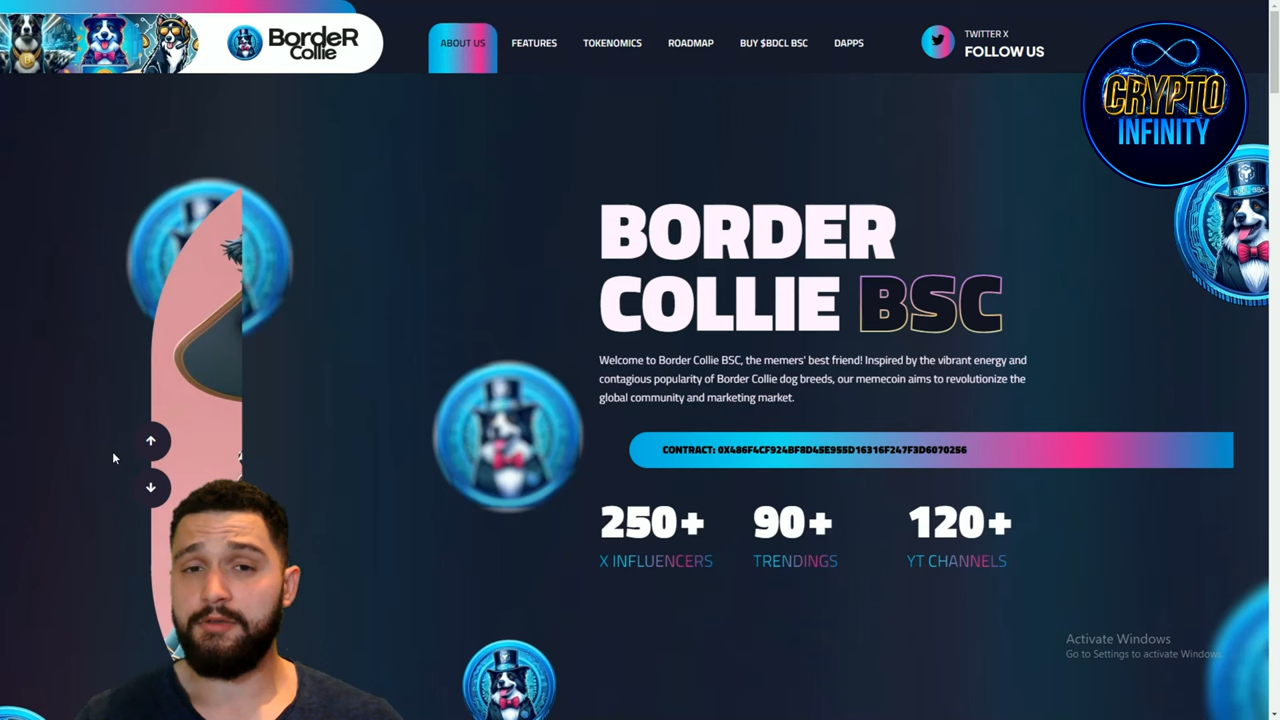 BordeR
Collie
ABOUT US
FEATURES
TOKENOMICS
ROADMAP
BUY $BDCL BSC
DAPPS
TWITTER X
FOLLOW US
CRYPTO
INFINITY
BORDER
COLLIE BSC
Welcome to Border Collie BSC, the memers' best friend! Inspired by the vibrant energy and
contagious popularity of Border Collie dog breeds, our memecoin aims to revolutionize the
global community and marketing market.
CONTRACT: 0X486F4CF924BF8D45E955D16316F247F3D6070256
250+
90+
120+
X INFLUENCERS
TRENDINGS
YT CHANNELS
Activate Windows
Go to Settings to activate Windows.